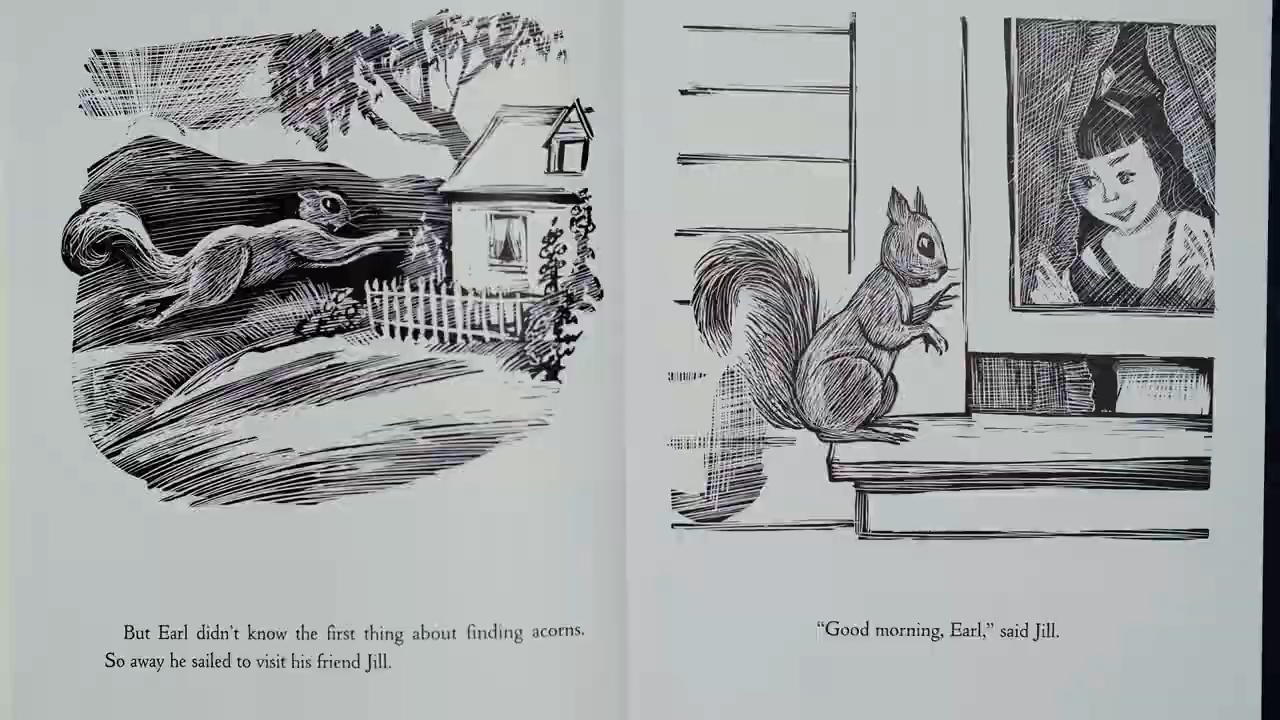 But Earl didn't know the first thing about finding acorns.
So away he sailed to visit his friend Jill.
“Good morning, Earl,” said Jill.